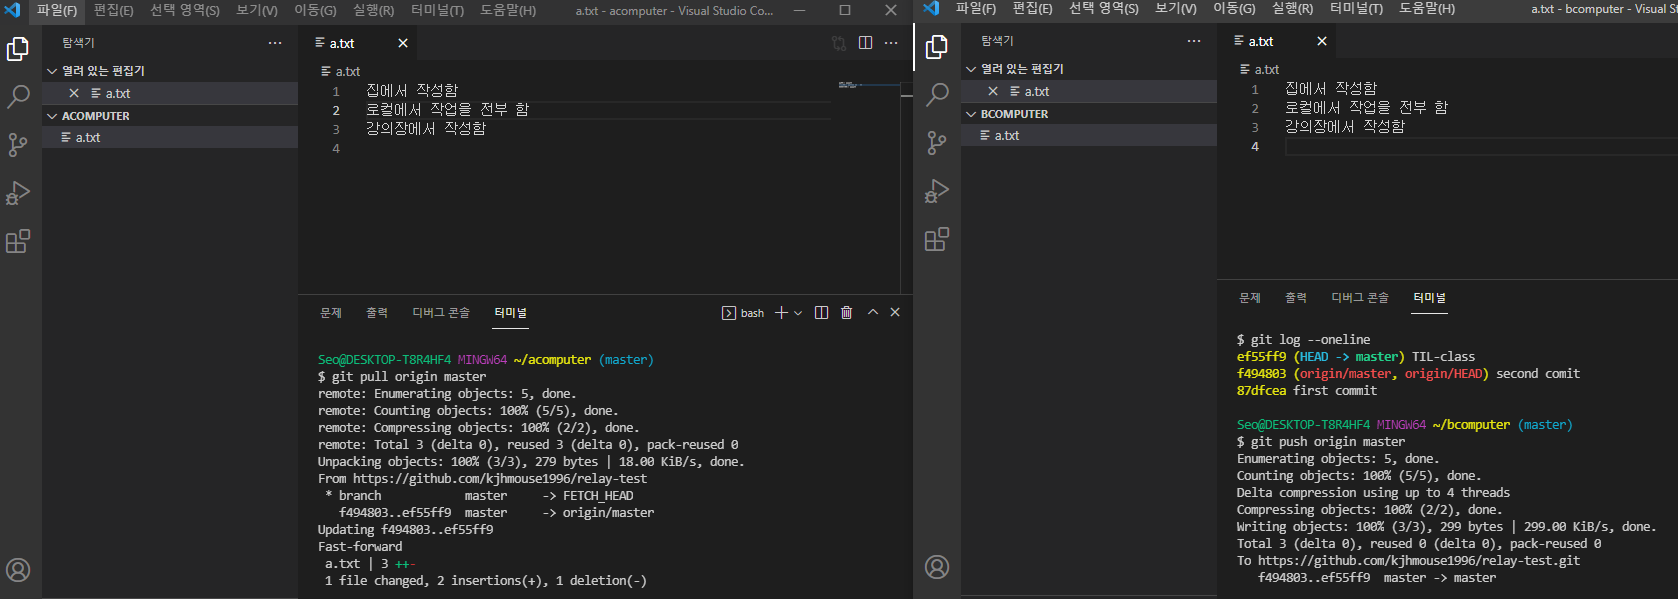 파일(F) 편집(E) 선택 영역(S) 보기(V) 이동(G) 실행(R) 터미널(T) 도움말(H) a.txt - acomputer - Visual Studio Co...
탐색기
열려 있는 편집기
a.txt
ACOMPUTER
a.txt
a.txt
a.txt
1 집에서 작성함
2 로컬에서 작업을 전부 함
3 강의장에서 작성함
4
문제 출력 디버그 콘솔 터미널 bash
Seo@DESKTOP-T8R4HF4 MINGW64 ~/acomputer (master)
$ git pull origin master
remote: Enumerating objects: 5, done.
remote: Counting objects: 100% (5/5), done.
remote: Compressing objects: 100% (2/2), done.
remote: Total 3 (delta 0), reused 3 (delta 0), pack-reused 0
Unpacking objects: 100% (3/3), 279 bytes | 18.00 KiB/s, done.
From https://github.com/kjhmouse1996/relay-test
* branch master -> FETCH_HEAD
f494803..ef55ff9 master -> origin/master
Updating f494803..ef55ff9
Fast-forward
a.txt | 3 ++-
1 file changed, 2 insertions(+), 1 deletion(-)
파일(F) 편집(E) 선택 영역(S) 보기(V) 이동(G) 실행(R) 터미널(T) 도움말(H) a.txt - bcomputer - Visual St
탐색기
열려 있는 편집기
a.txt
BCOMPUTER
a.txt
a.txt
a.txt
1 집에서 작성함
2 로컬에서 작업을 전부 함
3 강의장에서 작성함
4
문제 출력 디버그 콘솔 터미널
$ git log --oneline
ef55ff9 (HEAD -> master) TIL-class
f494803 (origin/master, origin/HEAD) second comit
87dfcea first commit
Seo@DESKTOP-T8R4HF4 MINGW64 ~/bcomputer (master)
$ git push origin master
Enumerating objects: 5, done.
Counting objects: 100% (5/5), done.
Delta compression using up to 4 threads
Compressing objects: 100% (2/2), done.
Writing objects: 100% (3/3), 299 bytes | 299.00 KiB/s, done.
Total 3 (delta 0), reused 0 (delta 0), pack-reused 0
To https://github.com/kjhmouse1996/relay-test.git
f494803..ef55ff9 master -> master